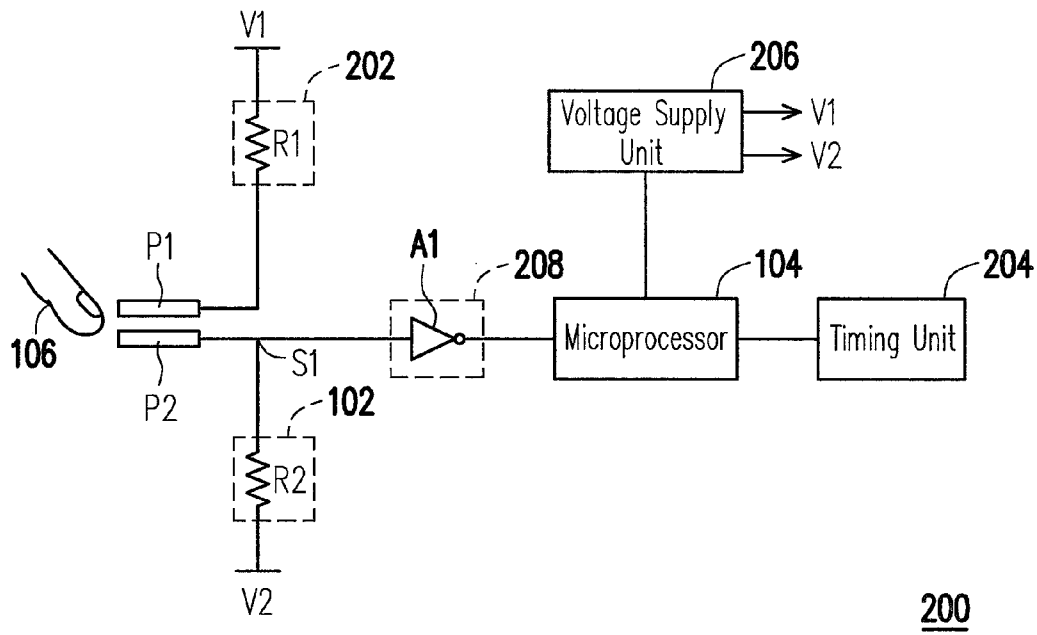 V1
202
R1
206
Voltage Supply
Unit
V1
V2
P1
A1
208
104
204
106
Microprocessor
Timing Unit
S1
P2
102
R2
V2
200